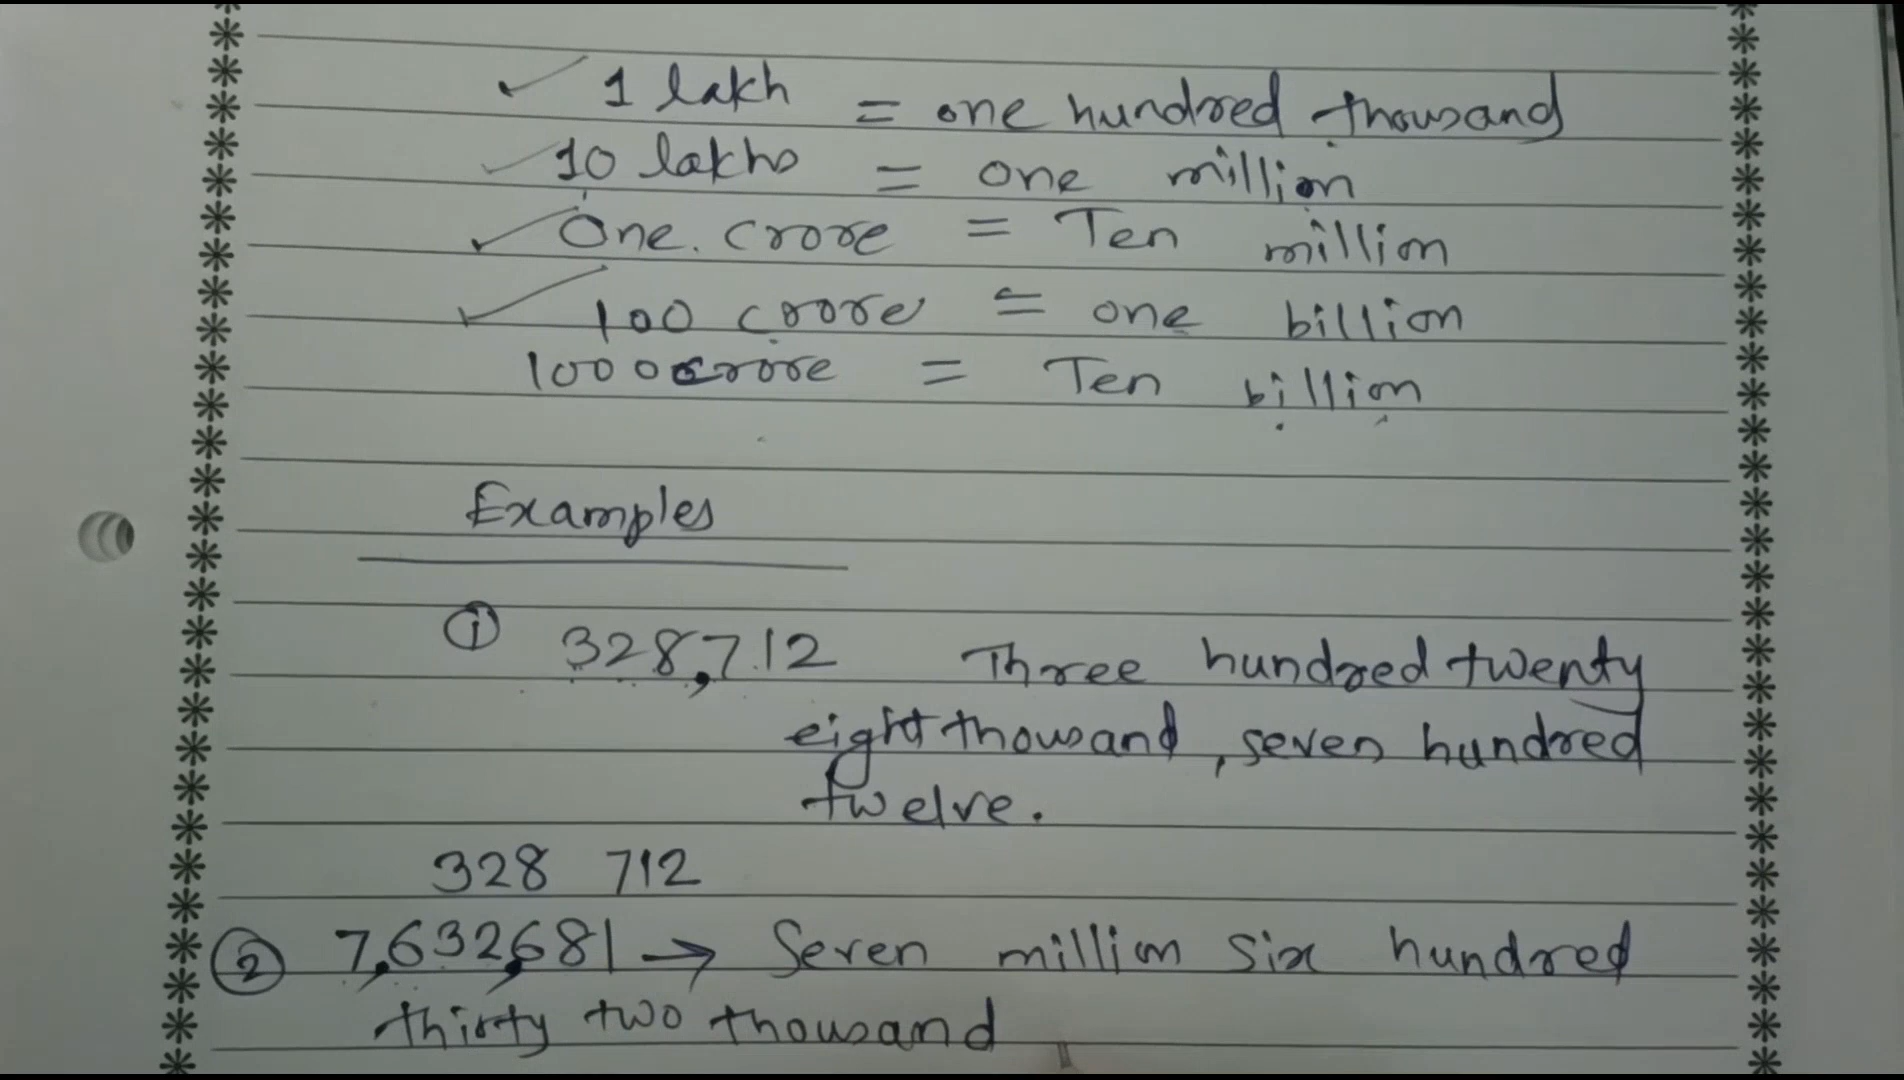 1 lakh = one hundred thousand
10 lakhs = one million
One crore = Ten million
100 crore = one billion
1000 crore = Ten billion
Examples
① 328,712 Three hundred twenty
eight thousand, seven hundred
twelve.
328 712
② 7,632,681 → Seven million six hundred
thirty two thousand